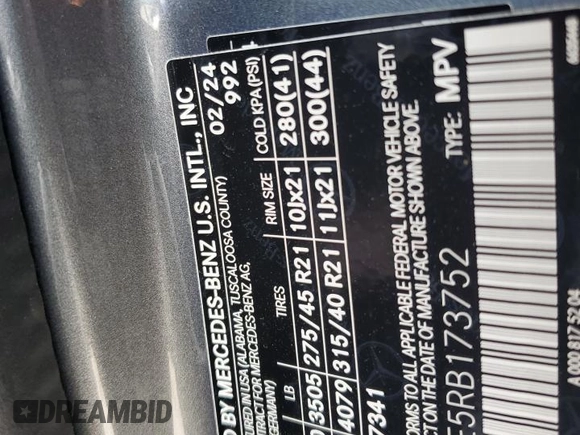 D BY MERCEDES-BENZ U.S. INTL., INC
D IN USA (ALABAMA, TUSCALOOSA COUNTY) 02/24
TRACT FOR MERCEDES-BENZ AG, 992
GERMANY)
LB TIRES RIM SIZE COLD KPA (PSI)
3505 275/45 R21 10Jx21 280(41)
4079 315/40 R21 11Jx21 300(44)
7341
ORMS TO ALL APPLICABLE FEDERAL MOTOR VEHICLE SAFETY
ON THE DATE OF MANUFACTURE SHOWN ABOVE.
5RB173752 TYPE: MPV
A 000 817 52 04
DREAMBID